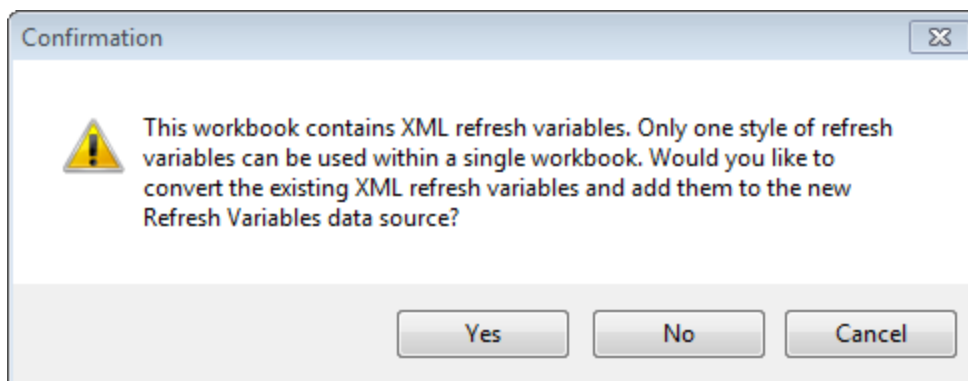 Confirmation
This workbook contains XML refresh variables. Only one style of refresh
variables can be used within a single workbook. Would you like to
convert the existing XML refresh variables and add them to the new
Refresh Variables data source?
Yes
No
Cancel